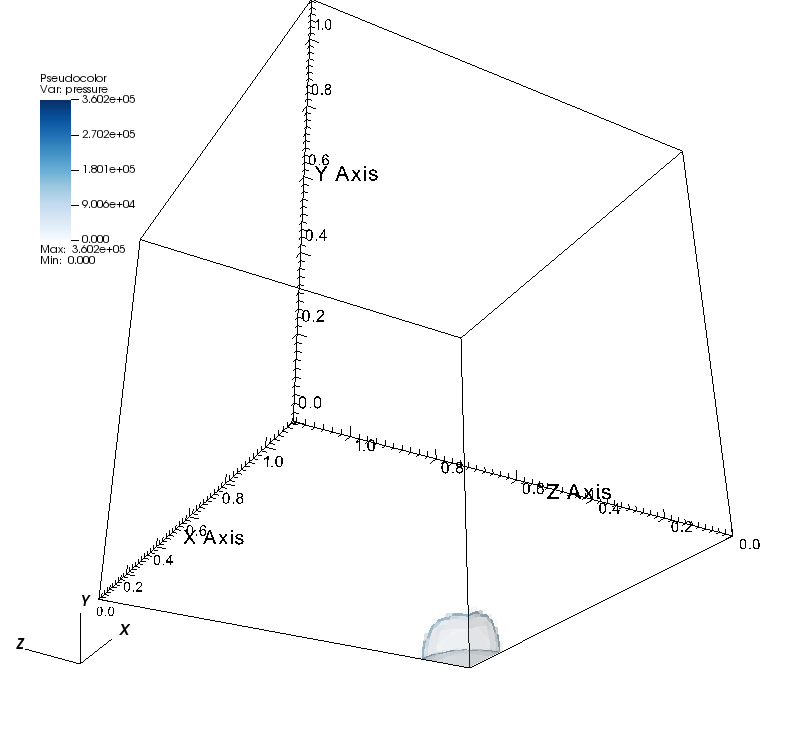 Pseudocolor
Var: pressure
3.602e+05
2.702e+05
1.801e+05
9.006e+04
0.000
Max: 3.602e+05
Min: 0.000
1.0
0.8
0.6
Y Axis
0.4
0.2
0.0
1.0
0.8
0.6
Z Axis
0.4
0.2
0.0
1.0
0.8
0.6
X Axis
0.4
0.2
0.0
Y
X
Z